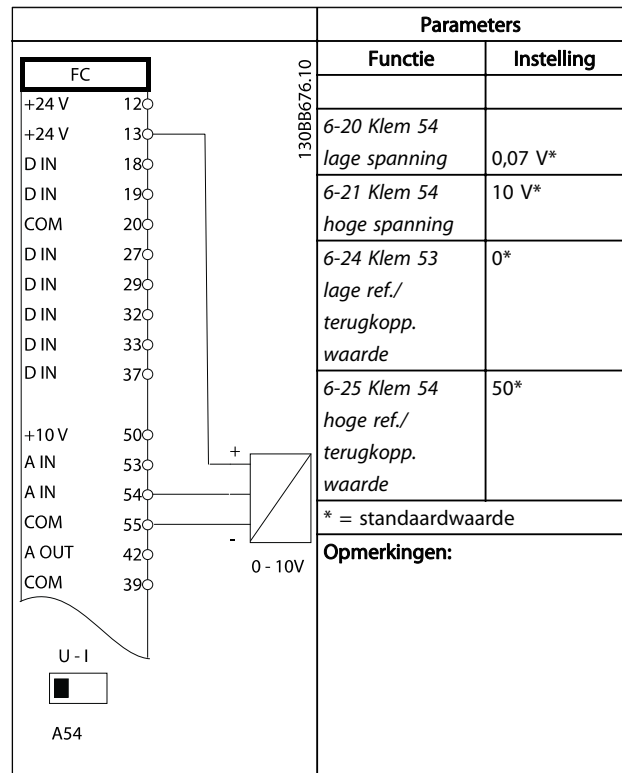 Parameters
Functie Instelling
FC
130BB676.10
+24 V 12
+24 V 13
D IN 18
D IN 19
COM 20
D IN 27
D IN 29
D IN 32
D IN 33
D IN 37
+10 V 50
A IN 53
A IN 54
COM 55
A OUT 42
COM 39
+
-
0 - 10V
U - I
A54
6-20 Klem 54
lage spanning 0,07 V*
6-21 Klem 54 10 V*
hoge spanning
6-24 Klem 53 0*
lage ref./
terugkopp.
waarde
6-25 Klem 54 50*
hoge ref./
terugkopp.
waarde
* = standaardwaarde
Opmerkingen: